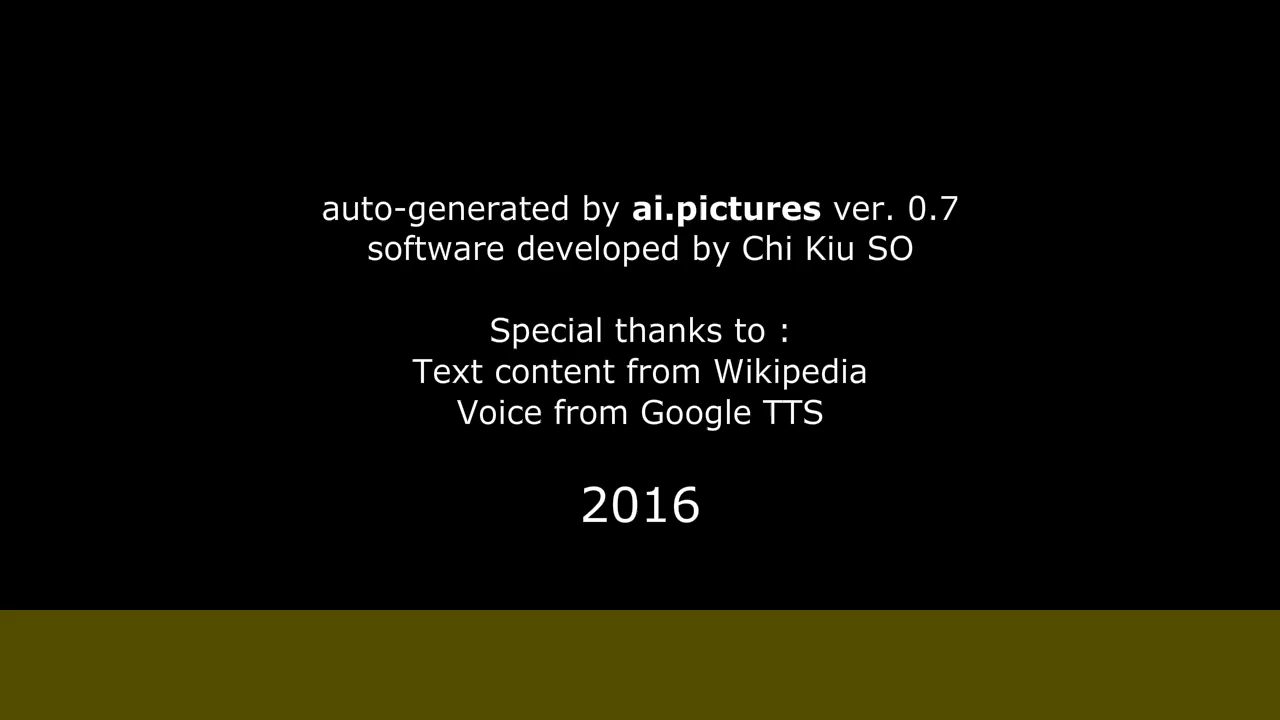 auto-generated by ai.pictures ver. 0.7
software developed by Chi Kiu SO
Special thanks to :
Text content from Wikipedia
Voice from Google TTS
2016